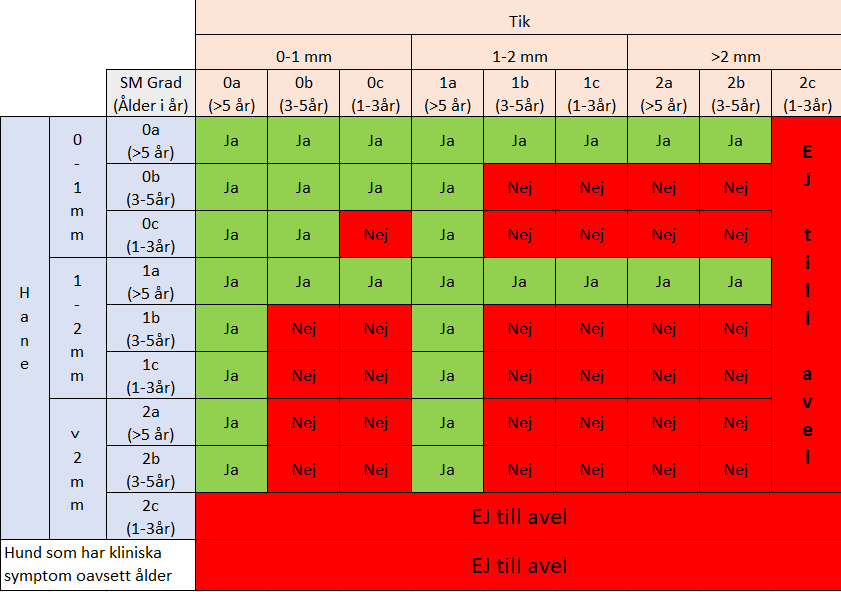 Tik
0-1 mm 1-2 mm >2 mm
SM Grad 0a 0b 0c 1a 1b 1c 2a 2b 2c
(Ålder i år) (>5 år) (3-5år) (1-3år) (>5 år) (3-5år) (1-3år) (>5 år) (3-5år) (1-3år)
Hane
0-1mm
0a
(>5 år)
Ja Ja Ja Ja Ja Ja Ja Ja
EJ till avel
0b
(3-5år)
Ja Ja Ja Ja Nej Nej Nej Nej
0c
(1-3år)
Ja Ja Nej Ja Nej Nej Nej Nej
1-2mm
1a
(>5 år)
Ja Ja Ja Ja Ja Ja Ja Ja
1b
(3-5år)
Ja Nej Nej Ja Nej Nej Nej Nej
1c
(1-3år)
Ja Nej Nej Ja Nej Nej Nej Nej
>2mm
2a
(>5 år)
Ja Nej Nej Ja Nej Nej Nej Nej
2b
(3-5år)
Ja Nej Nej Ja Nej Nej Nej Nej
2c
(1-3år)
EJ till avel
Hund som har kliniska
symptom oavsett ålder
EJ till avel